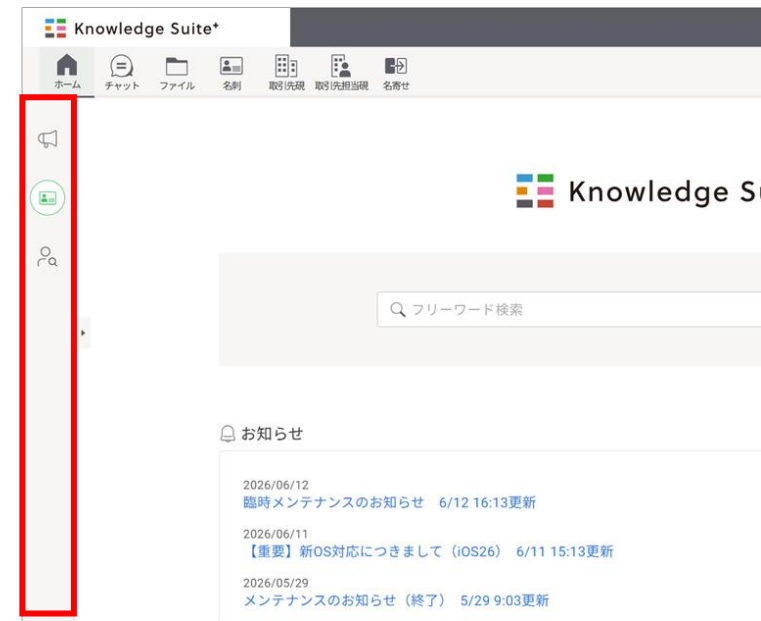 Knowledge Suite+
ホーム
チャット
ファイル
名刺
取引先硯
取引先担当硯
名寄せ
Knowledge Su
フリーワード検索
お知らせ
2026/06/12
臨時メンテナンスのお知らせ 6/12 16:13更新
2026/06/11
【重要】新OS対応につきまして（iOS26） 6/11 15:13更新
2026/05/29
メンテナンスのお知らせ（終了） 5/29 9:03更新